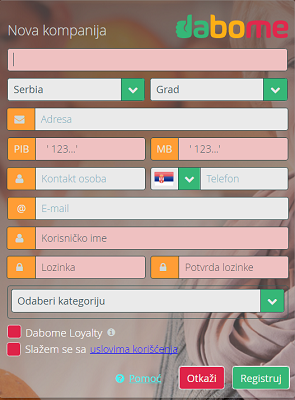 Nova kompanija dabome
Serbia Grad
Adresa
PIB ' 123...' MB ' 123...'
Kontakt osoba Telefon
@ E-mail
Korisničko ime
Lozinka Potvrda lozinke
Odaberi kategoriju
Dabome Loyalty
Slažem se sa uslovima korišćenja
Pomoć Otkaži Registruj